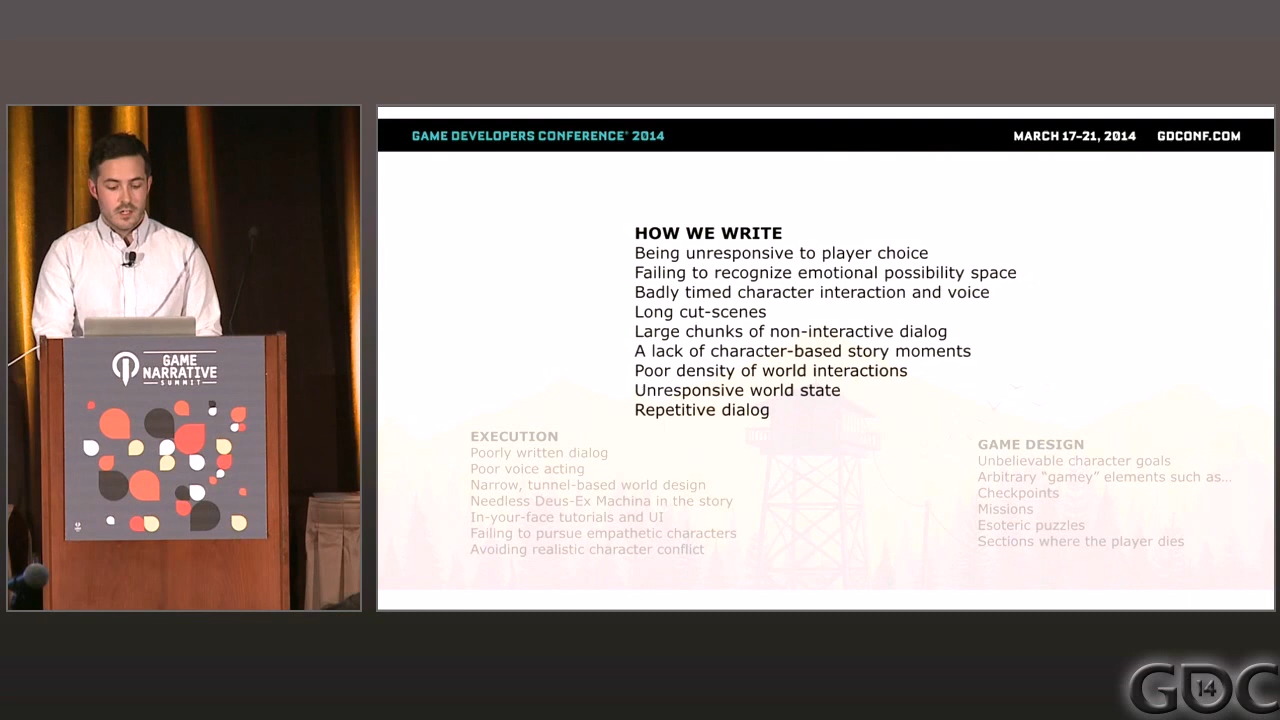 GAME DEVELOPERS CONFERENCE® 2014
MARCH 17–21, 2014 GDCONF.COM
HOW WE WRITE
Being unresponsive to player choice
Failing to recognize emotional possibility space
Badly timed character interaction and voice
Long cut-scenes
Large chunks of non-interactive dialog
A lack of character-based story moments
Poor density of world interactions
Unresponsive world state
Repetitive dialog
EXECUTION
Poorly written dialog
Poor voice acting
Narrow, tunnel-based world design
Needless Deus-Ex Machina in the story
In-your-face tutorials and UI
Failing to pursue empathetic characters
Avoiding realistic character conflict
GAME DESIGN
Unbelievable character goals
Arbitrary “gamey” elements such as...
Checkpoints
Missions
Esoteric puzzles
Sections where the player dies
GAME
NARRATIVE
SUMMIT
GDC
14